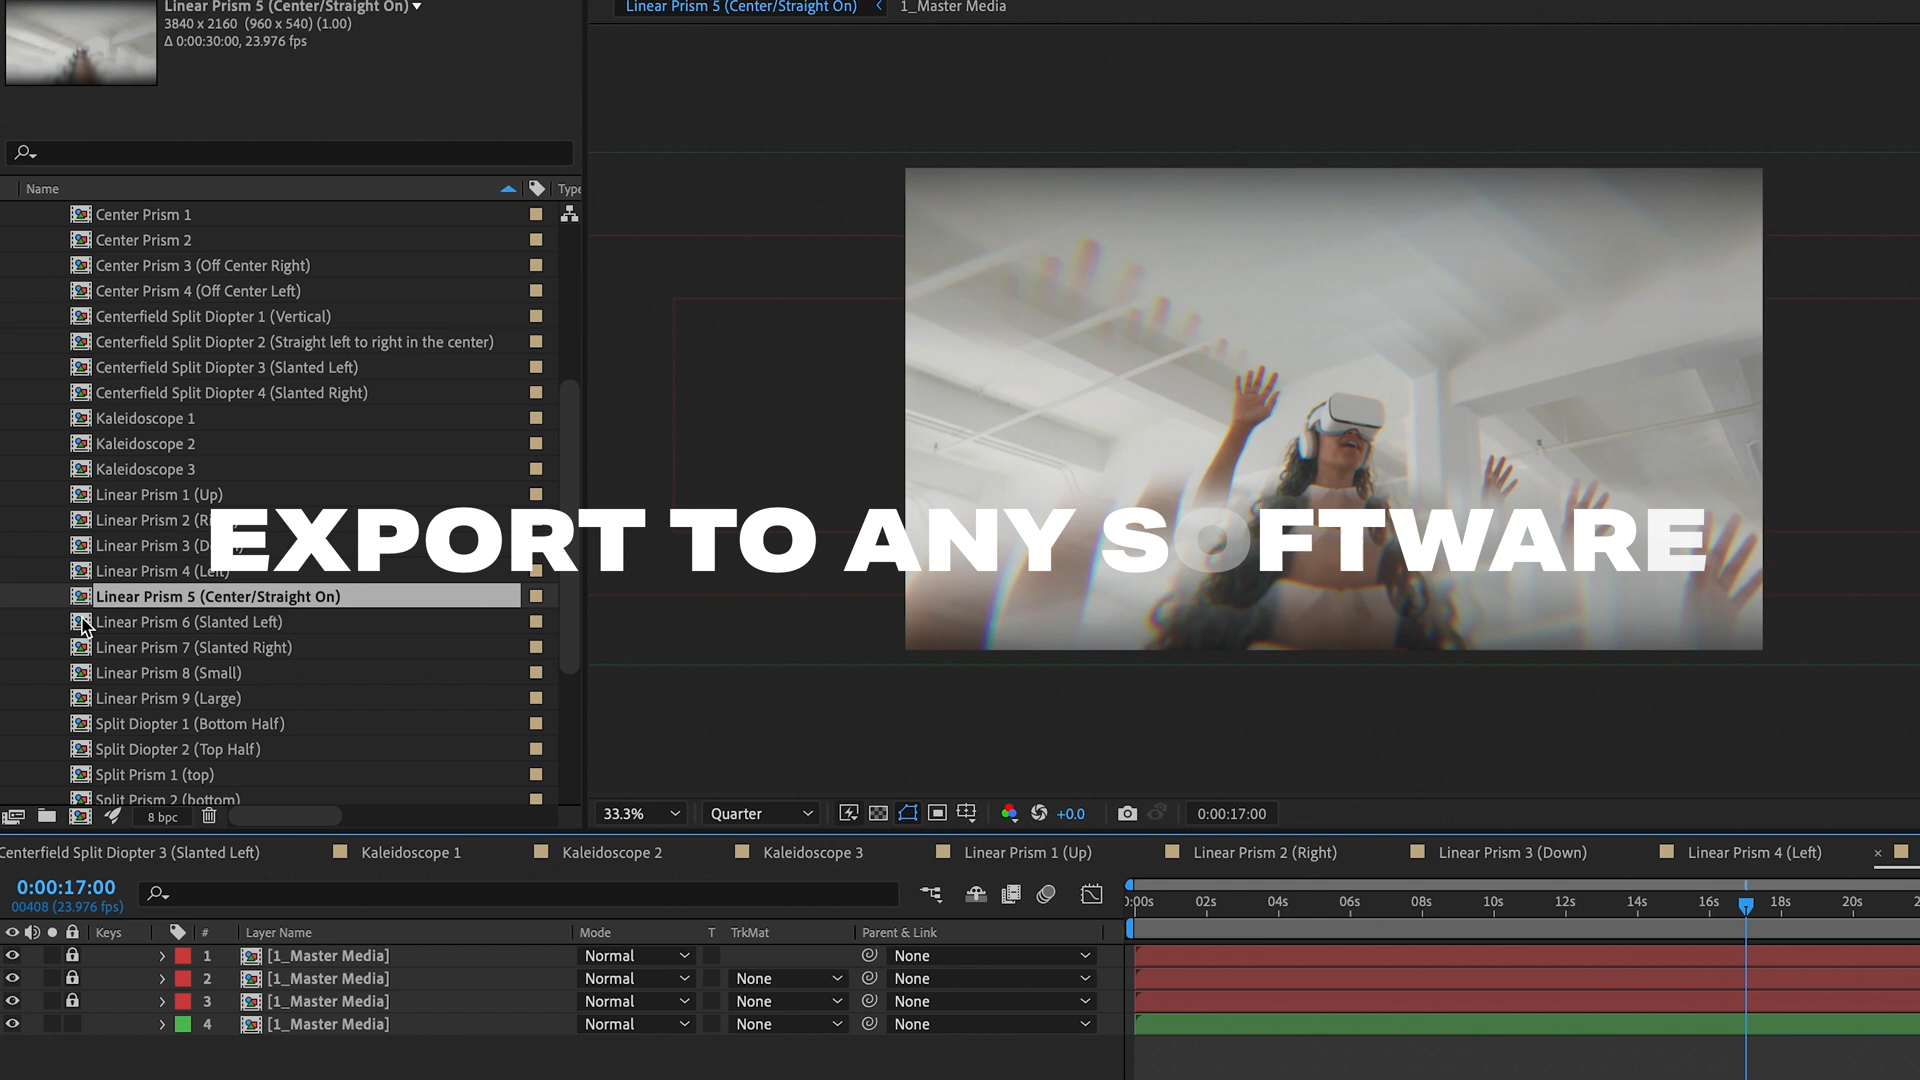 Linear Prism 5 (Center/Straight On)
3840 x 2160 (960 x 540) (1.00)
Δ 0:00:30:00, 23.976 fps
Linear Prism 5 (Center/Straight On)
1_Master Media
Name
Type
Center Prism 1
Center Prism 2
Center Prism 3 (Off Center Right)
Center Prism 4 (Off Center Left)
Centerfield Split Diopter 1 (Vertical)
Centerfield Split Diopter 2 (Straight left to right in the center)
Centerfield Split Diopter 3 (Slanted Left)
Centerfield Split Diopter 4 (Slanted Right)
Kaleidoscope 1
Kaleidoscope 2
Kaleidoscope 3
Linear Prism 1 (Up)
Linear Prism 2 (R
Linear Prism 3 (D
Linear Prism 4 (Left)
EXPORT TO ANY SOFTWARE
Linear Prism 5 (Center/Straight On)
Linear Prism 6 (Slanted Left)
Linear Prism 7 (Slanted Right)
Linear Prism 8 (Small)
Linear Prism 9 (Large)
Split Diopter 1 (Bottom Half)
Split Diopter 2 (Top Half)
Split Prism 1 (top)
Split Prism 2 (bottom)
8 bpc
33.3%
Quarter
+0.0
0:00:17:00
Centerfield Split Diopter 3 (Slanted Left)
Kaleidoscope 1
Kaleidoscope 2
Kaleidoscope 3
Linear Prism 1 (Up)
Linear Prism 2 (Right)
Linear Prism 3 (Down)
Linear Prism 4 (Left)
0:00:17:00
00408 (23.976 fps)
0:00s 02s 04s 06s 08s 10s 12s 14s 16s 18s 20s 2
Keys # Layer Name Mode T TrkMat Parent & Link
1 [1_Master Media] Normal None
2 [1_Master Media] Normal None None
3 [1_Master Media] Normal None None
4 [1_Master Media] Normal None None